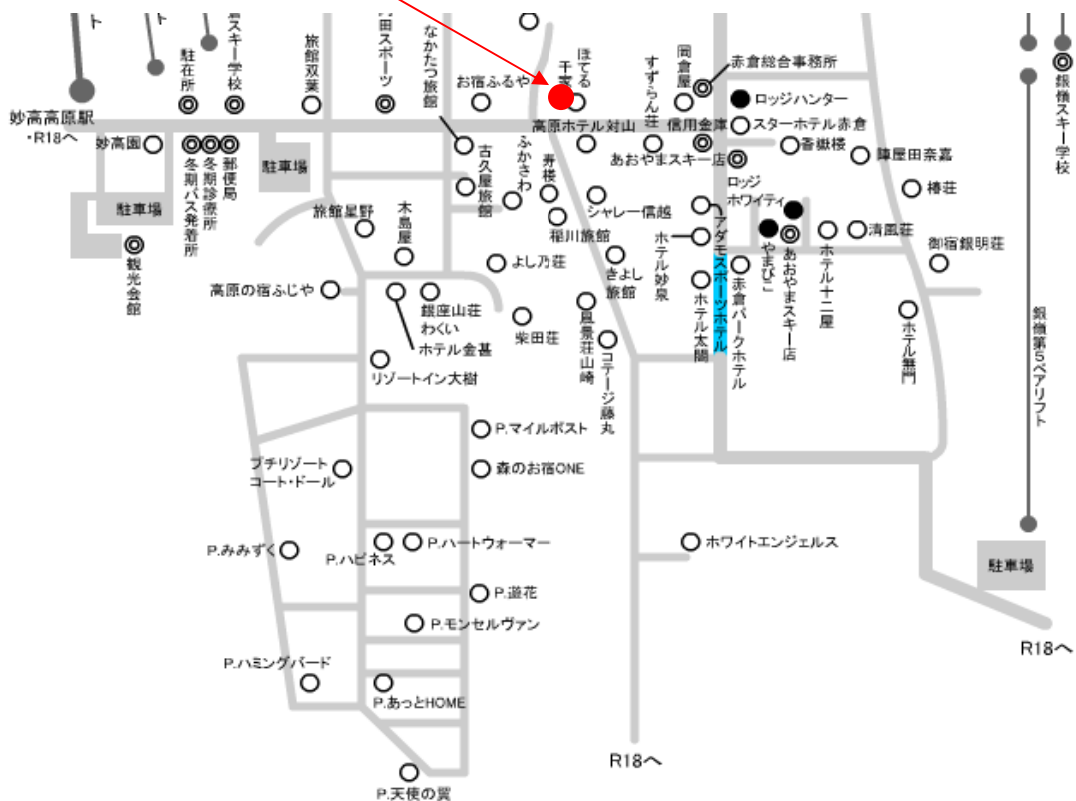 ト
ト
スキー学校
駐在所
旅館双葉
田スポーツ
なかたつ旅館
お宿ふるや
ほてる
千家
すずらん荘
岡倉屋
赤倉総合事務所
ロッジハンター
銀嶺スキー学校
妙高高原駅
・R18へ
妙高園
冬期バス発着所
冬期診療所
郵便局
駐車場
駐車場
観光会館
高原ホテル対山
信用金庫
スターホテル赤倉
あおやまスキー店
香嶽楼
陣屋田奈嘉
古久屋旅館
ふかさわ
寿楼
稲川旅館
シャレー信越
ロッジ
ホワイティ
椿荘
旅館星野
木島屋
よし乃荘
きよし
旅館
ホテル妙泉
アダモスポーツホテル
やまびこ
あおやまスキー店
ホテル十二屋
清風荘
御宿銀明荘
高原の宿ふじや
銀座山荘
わくい
ホテル金甚
柴田荘
風景荘山崎
コテージ藤丸
ホテル太閤
赤倉パークホテル
ホテル無門
銀嶺第5ペアリフト
リゾートイン大樹
P.マイルポスト
プチリゾート
コート・ドール
森のお宿ONE
P.みみずく
P.ハピネス
P.ハートウォーマー
ホワイトエンジェルス
駐車場
P.遊花
P.モンセルヴァン
R18へ
P.ハミングバード
P.あっとHOME
R18へ
P.天使の翼